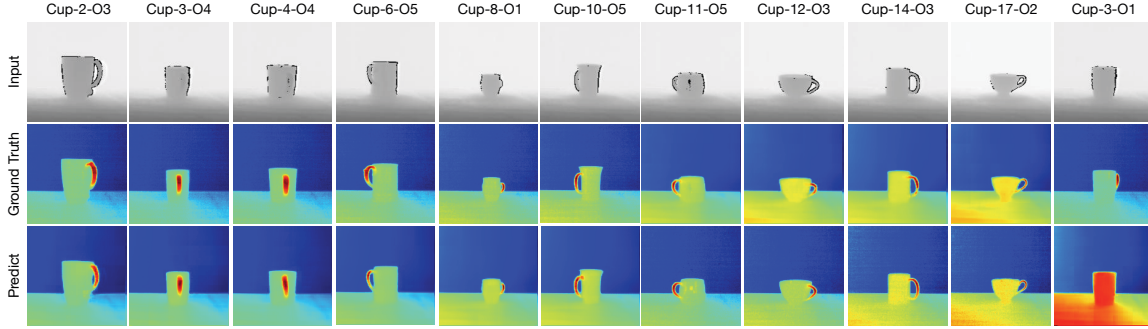 Cup-2-O3 Cup-3-O4 Cup-4-O4 Cup-6-O5 Cup-8-O1 Cup-10-O5 Cup-11-O5 Cup-12-O3 Cup-14-O3 Cup-17-O2 Cup-3-O1
Input
Ground Truth
Predict